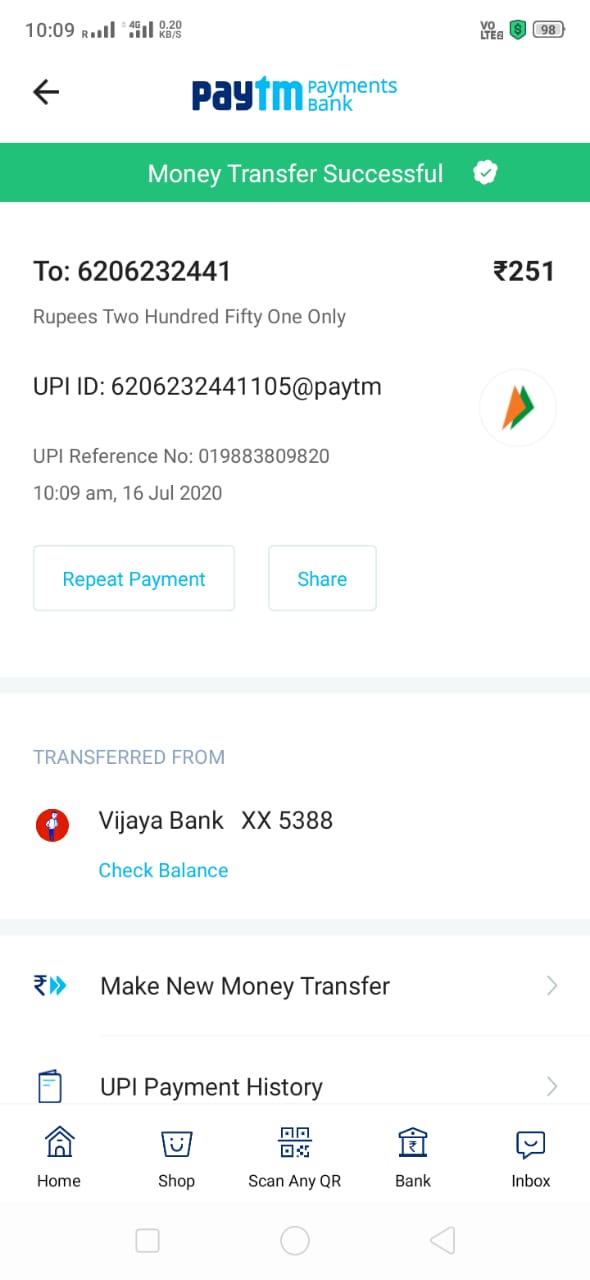 10:09 R 4G 0.20 KB/S VO LTE2 98
paytm Payments Bank
Money Transfer Successful
To: 6206232441 ₹251
Rupees Two Hundred Fifty One Only
UPI ID: 6206232441105@paytm
UPI Reference No: 019883809820
10:09 am, 16 Jul 2020
Repeat Payment Share
TRANSFERRED FROM
Vijaya Bank XX 5388
Check Balance
Make New Money Transfer
UPI Payment History
Home Shop Scan Any QR Bank Inbox